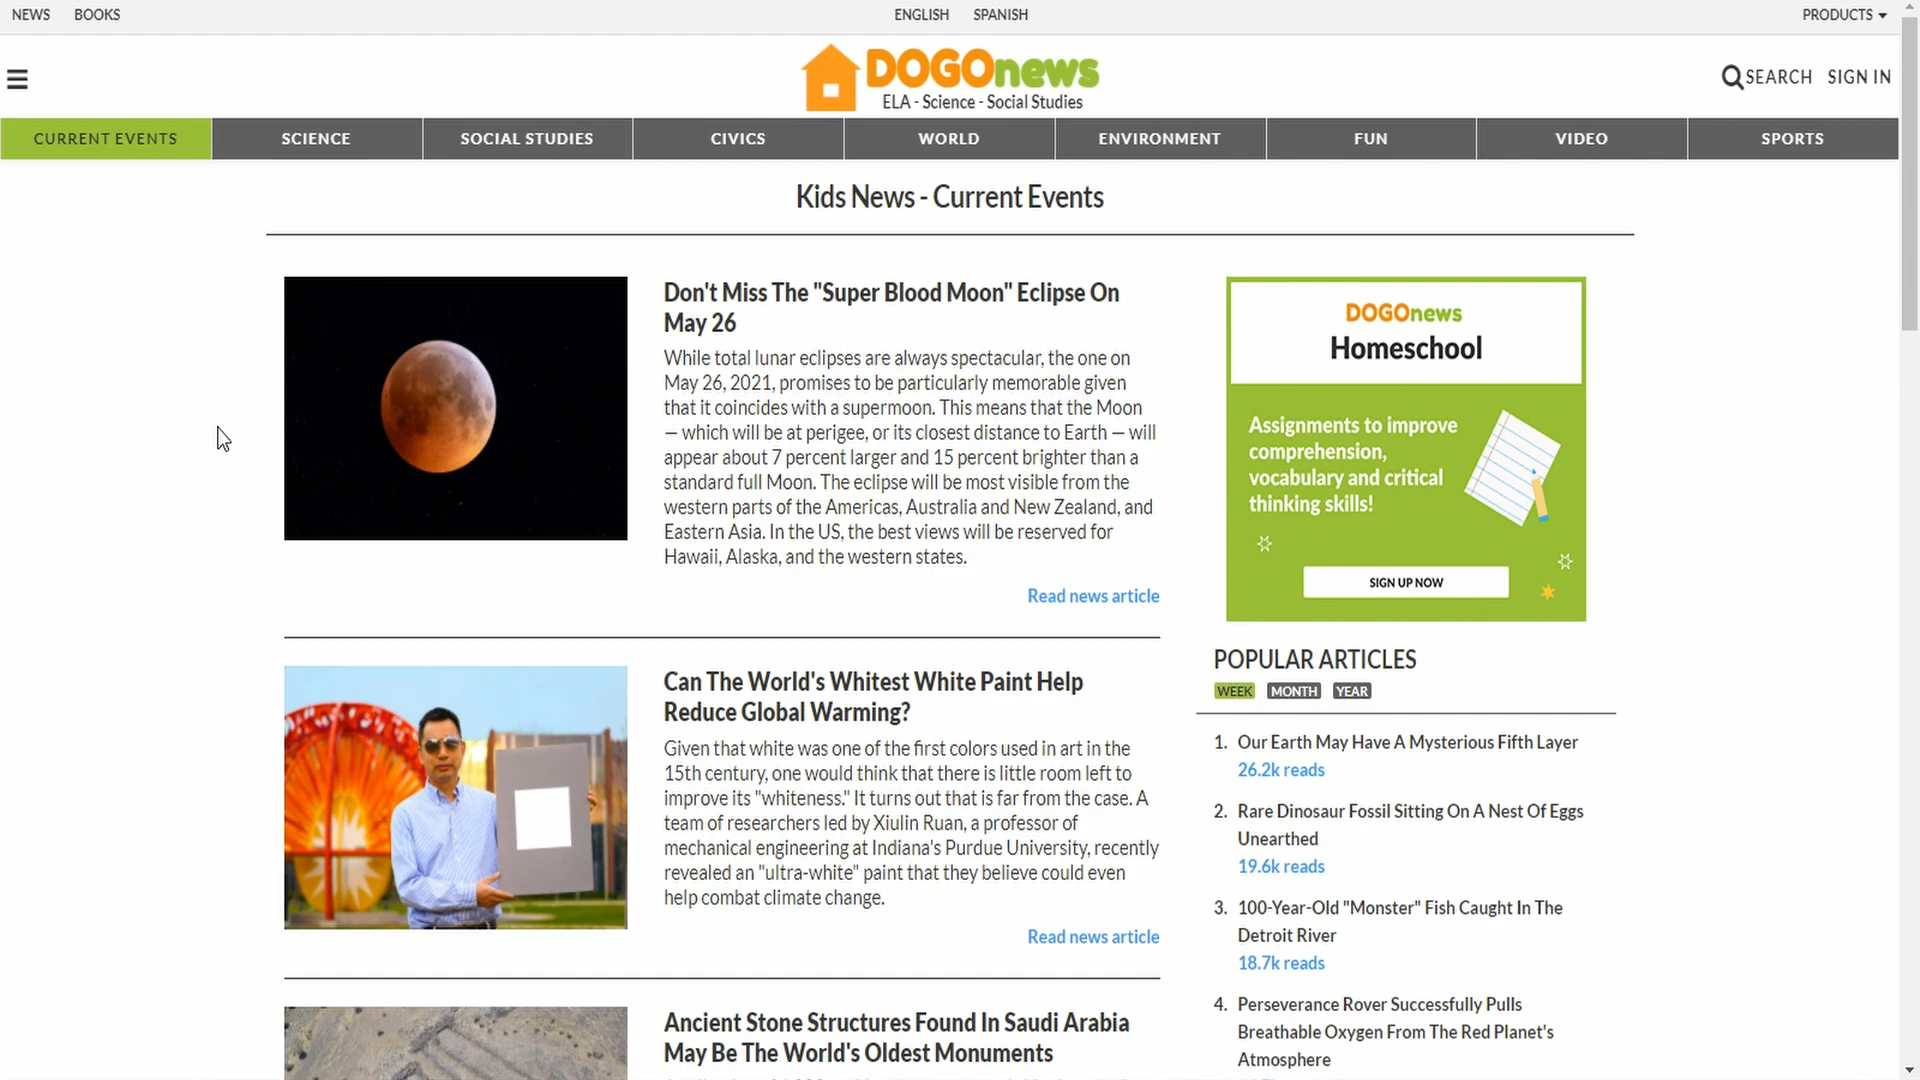 NEWS BOOKS ENGLISH SPANISH PRODUCTS
DOGOnews
ELA - Science - Social Studies
SEARCH SIGN IN
CURRENT EVENTS SCIENCE SOCIAL STUDIES CIVICS WORLD ENVIRONMENT FUN VIDEO SPORTS
Kids News - Current Events
Don't Miss The "Super Blood Moon" Eclipse On
May 26
While total lunar eclipses are always spectacular, the one on
May 26, 2021, promises to be particularly memorable given
that it coincides with a supermoon. This means that the Moon
— which will be at perigee, or its closest distance to Earth — will
appear about 7 percent larger and 15 percent brighter than a
standard full Moon. The eclipse will be most visible from the
western parts of the Americas, Australia and New Zealand, and
Eastern Asia. In the US, the best views will be reserved for
Hawaii, Alaska, and the western states.
Read news article
Can The World's Whitest White Paint Help
Reduce Global Warming?
Given that white was one of the first colors used in art in the
15th century, one would think that there is little room left to
improve its "whiteness." It turns out that is far from the case. A
team of researchers led by Xiulin Ruan, a professor of
mechanical engineering at Indiana's Purdue University, recently
revealed an "ultra-white" paint that they believe could even
help combat climate change.
Read news article
Ancient Stone Structures Found In Saudi Arabia
May Be The World's Oldest Monuments
DOGOnews
Homeschool
Assignments to improve
comprehension,
vocabulary and critical
thinking skills!
SIGN UP NOW
POPULAR ARTICLES
WEEK MONTH YEAR
1. Our Earth May Have A Mysterious Fifth Layer
26.2k reads
2. Rare Dinosaur Fossil Sitting On A Nest Of Eggs
Unearthed
19.6k reads
3. 100-Year-Old "Monster" Fish Caught In The
Detroit River
18.7k reads
4. Perseverance Rover Successfully Pulls
Breathable Oxygen From The Red Planet's
Atmosphere